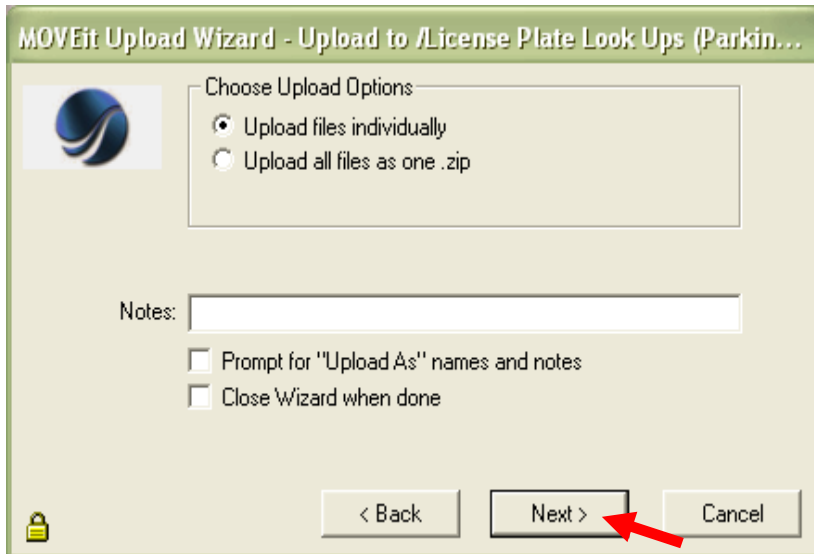 MOVEit Upload Wizard - Upload to /License Plate Look Ups (Parkin...
Choose Upload Options
Upload files individually
Upload all files as one .zip
Notes:
Prompt for "Upload As" names and notes
Close Wizard when done
< Back Next > Cancel